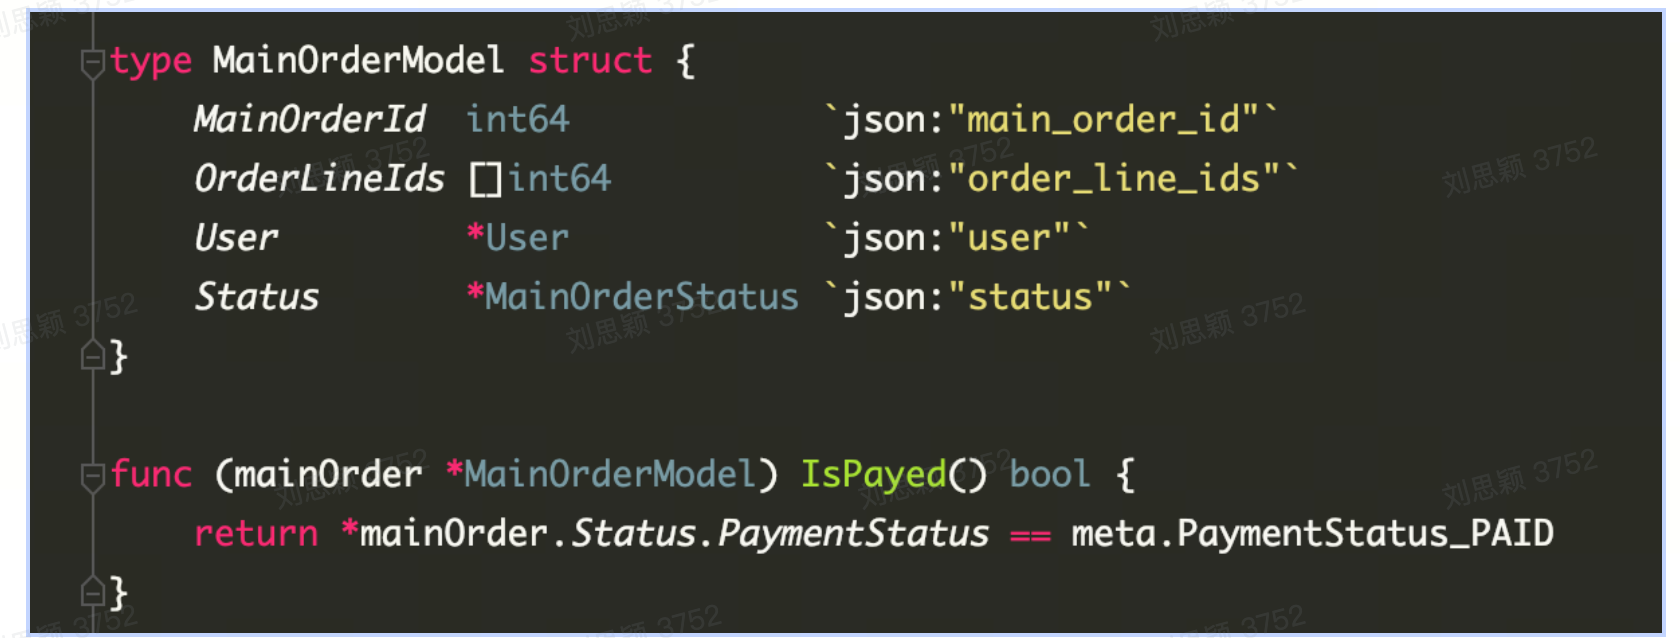 type MainOrderModel struct {
    MainOrderId  int64           `json:"main_order_id"`
    OrderLineIds []int64         `json:"order_line_ids"`
    User         *User           `json:"user"`
    Status       *MainOrderStatus `json:"status"`
}
func (mainOrder *MainOrderModel) IsPayed() bool {
    return *mainOrder.Status.PaymentStatus == meta.PaymentStatus_PAID
}
刘思颖 3752